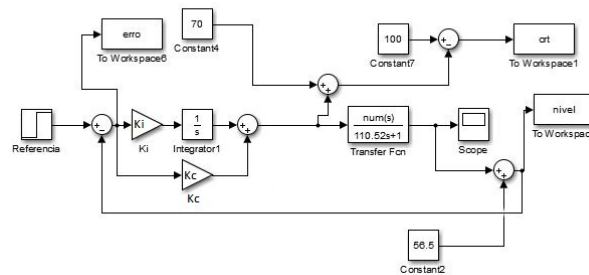 erro
To Workspace6
70
Constant4
100
Constant7
crt
To Workspace1
nivel
To Workspac
Referencia
Ki
Ki
1
s
Integrator1
Kc
Kc
num(s)
110.52s+1
Transfer Fcn
Scope
56.5
Constant2